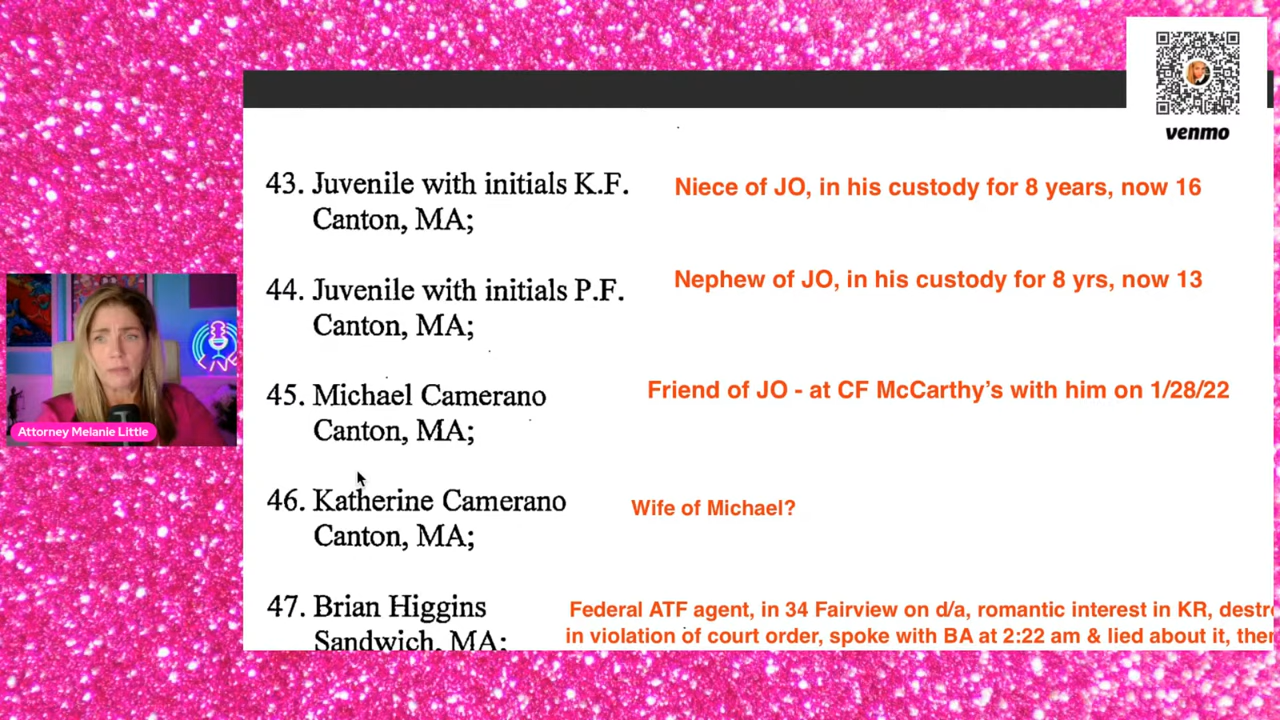 venmo
43. Juvenile with initials K.F.
Niece of JO, in his custody for 8 years, now 16
Canton, MA;
44. Juvenile with initials P.F.
Nephew of JO, in his custody for 8 yrs, now 13
Canton, MA;
45. Michael Camerano
Friend of JO - at CF McCarthy's with him on 1/28/22
Canton, MA;
Attorney Melanie Little
46. Katherine Camerano
Wife of Michael?
Canton, MA;
47. Brian Higgins
Federal ATF agent, in 34 Fairview on d/a, romantic interest in KR,
Sandwich, MA;
in violation of court order, spoke with BA at 2:22 am & lied about it,